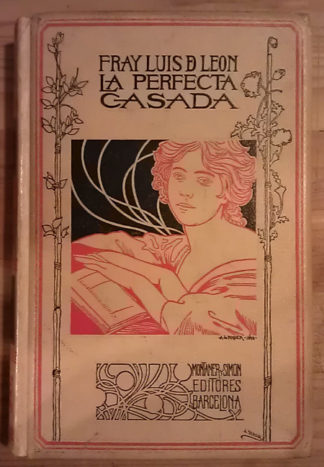 FRAY LUIS D LEON
LA PERFECTA
CASADA
MONTANER Y SIMON
EDITORES
BARCELONA